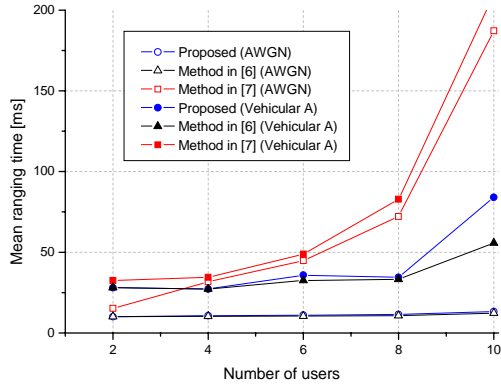 200
150
100
50
0
Mean ranging time [ms]
Proposed (AWGN)
Method in [6] (AWGN)
Method in [7] (AWGN)
Proposed (Vehicular A)
Method in [6] (Vehicular A)
Method in [7] (Vehicular A)
2 4 6 8 10
Number of users